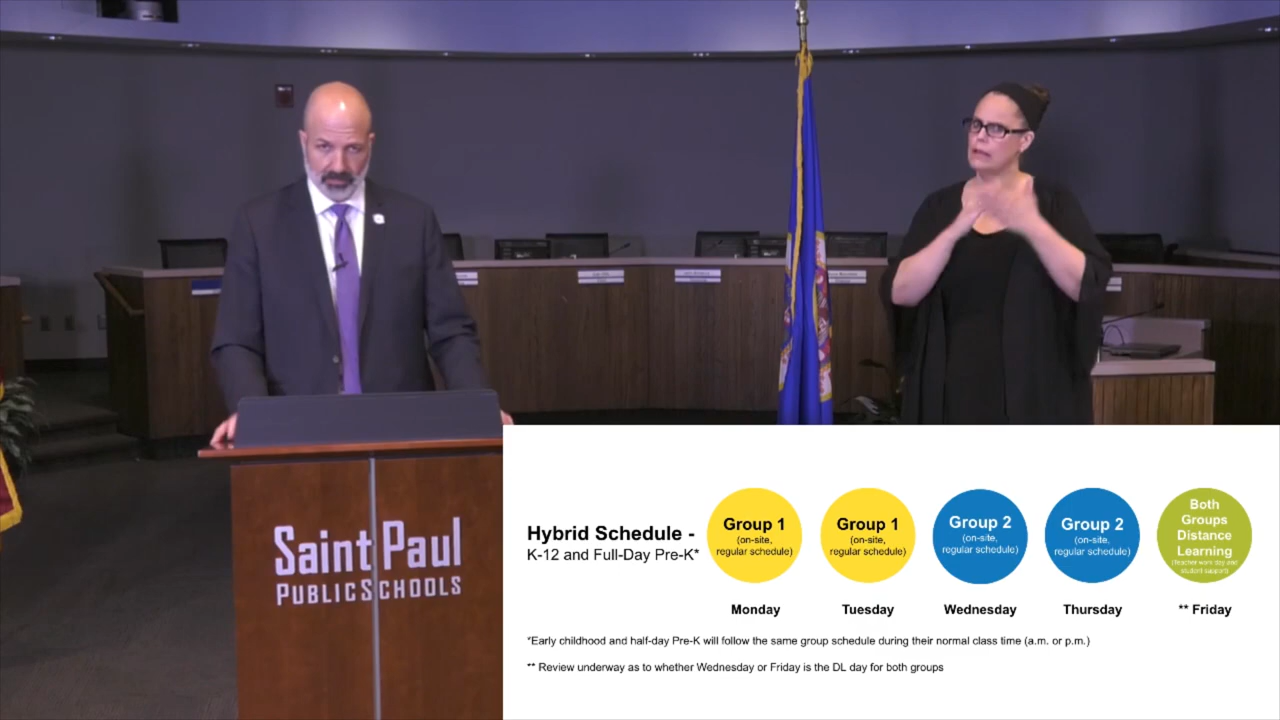 Saint Paul
PUBLIC SCHOOLS
Hybrid Schedule -
K-12 and Full-Day Pre-K*
Group 1
(on-site,
regular schedule)
Monday
Group 1
(on-site,
regular schedule)
Tuesday
Group 2
(on-site,
regular schedule)
Wednesday
Group 2
(on-site,
regular schedule)
Thursday
Both
Groups
Distance
Learning
(teacher work day and
student support)
** Friday
*Early childhood and half-day Pre-K will follow the same group schedule during their normal class time (a.m. or p.m.)
** Review underway as to whether Wednesday or Friday is the DL day for both groups